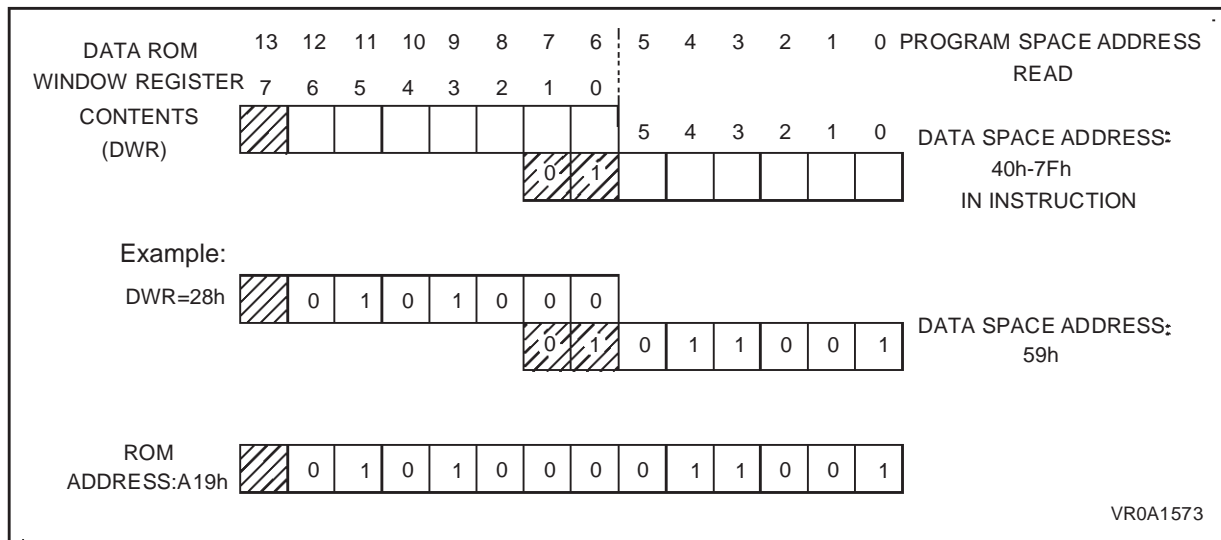 DATA ROM 13 12 11 10 9 8 7 6 5 4 3 2 1 0 PROGRAM SPACE ADDRESS
WINDOW REGISTER 7 6 5 4 3 2 1 0 READ
CONTENTS
(DWR)
5 4 3 2 1 0 DATA SPACE ADDRESS:
0 1 40h-7Fh
IN INSTRUCTION
Example:
DWR=28h 0 1 0 1 0 0 0
0 1 0 1 1 0 0 1 DATA SPACE ADDRESS:
59h
ROM
ADDRESS:A19h 0 1 0 1 0 0 0 0 1 1 0 0 1
VR0A1573